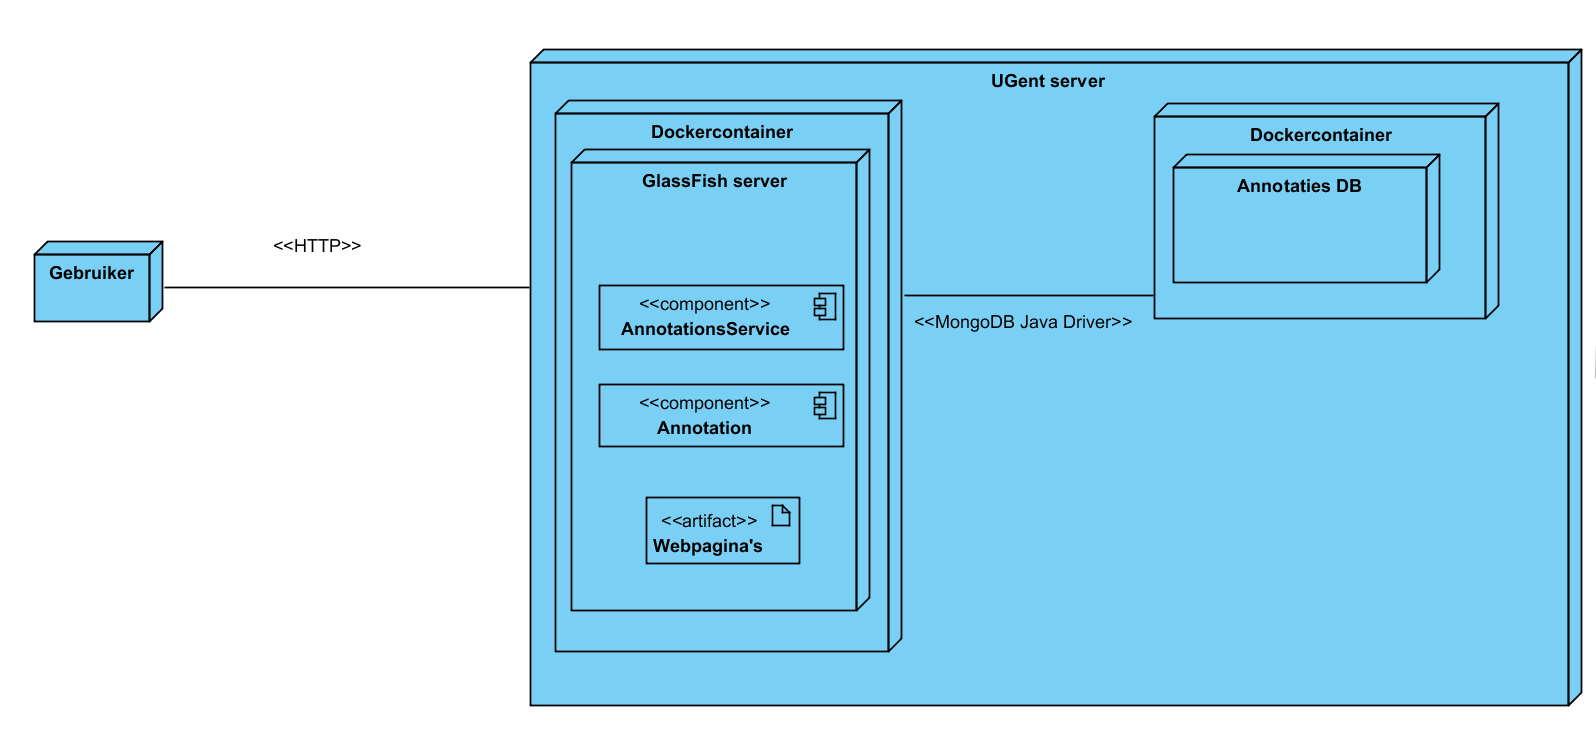 UGent server
Dockercontainer
GlassFish server
<<component>>
AnnotationsService
<<component>>
Annotation
<<artifact>>
Webpagina's
Dockercontainer
Annotaties DB
<<MongoDB Java Driver>>
<<HTTP>>
Gebruiker